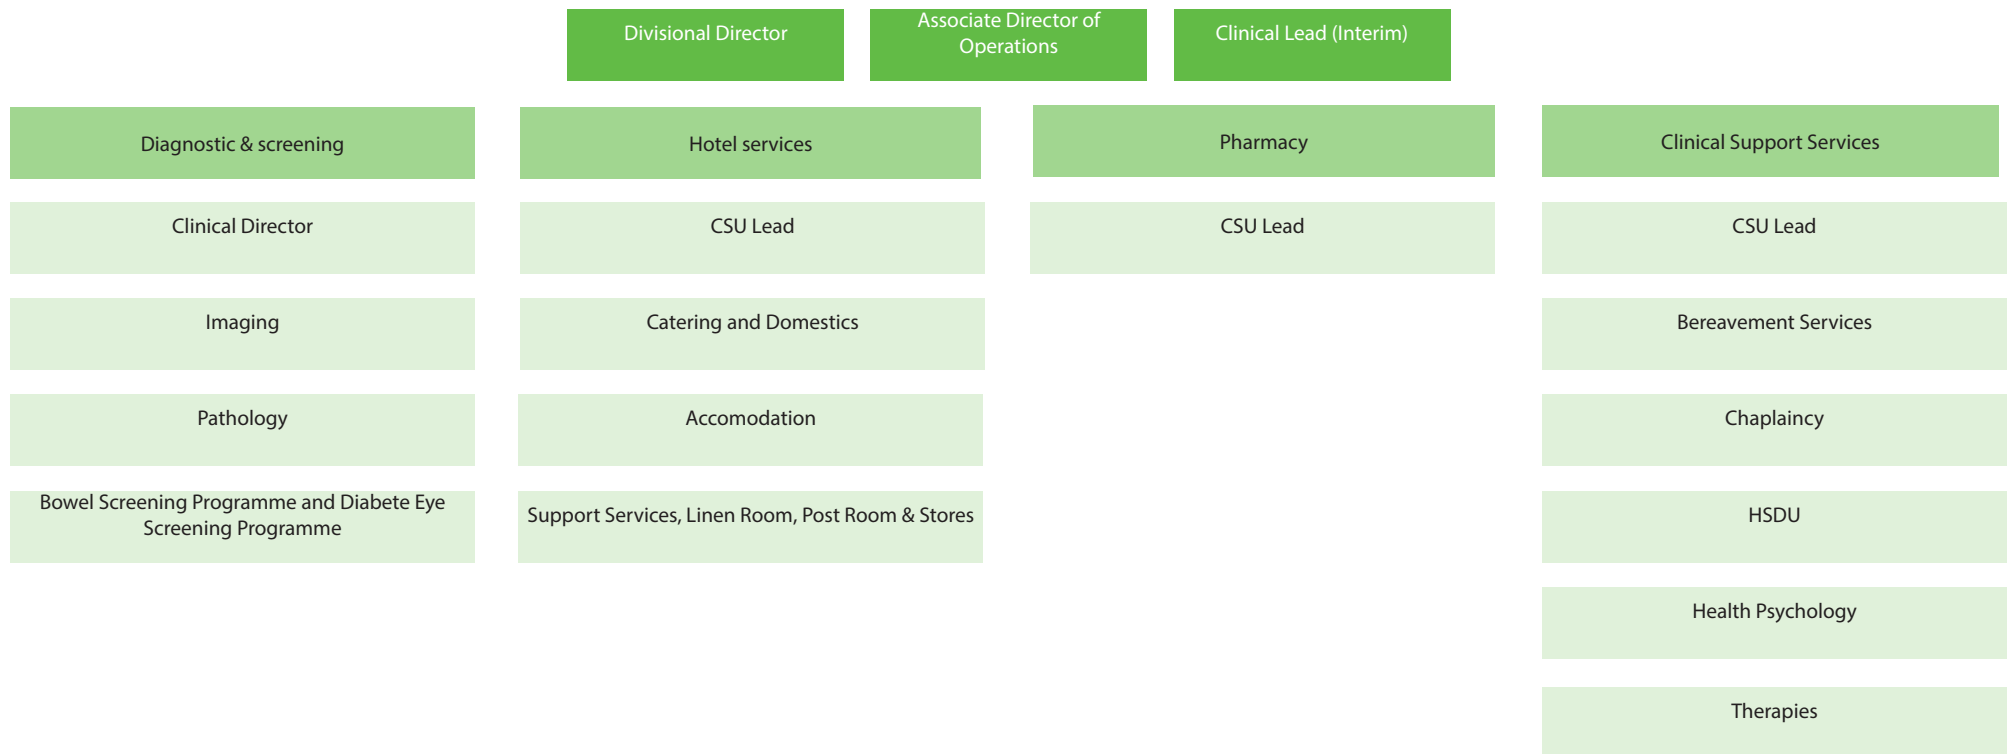 Divisional Director
Associate Director of
Operations
Clinical Lead (Interim)
Diagnostic & screening
Hotel services
Pharmacy
Clinical Support Services
Clinical Director
CSU Lead
CSU Lead
CSU Lead
Imaging
Catering and Domestics
Bereavement Services
Pathology
Accomodation
Chaplaincy
Bowel Screening Programme and Diabete Eye
Screening Programme
Support Services, Linen Room, Post Room & Stores
HSDU
Health Psychology
Therapies